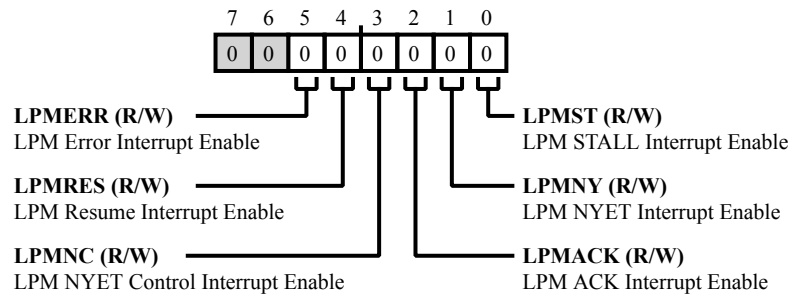 7 6 5 4 3 2 1 0
0 0 0 0 0 0 0 0
LPMERR (R/W)
LPM Error Interrupt Enable
LPMRES (R/W)
LPM Resume Interrupt Enable
LPMNC (R/W)
LPM NYET Control Interrupt Enable
LPMST (R/W)
LPM STALL Interrupt Enable
LPMNY (R/W)
LPM NYET Interrupt Enable
LPMACK (R/W)
LPM ACK Interrupt Enable